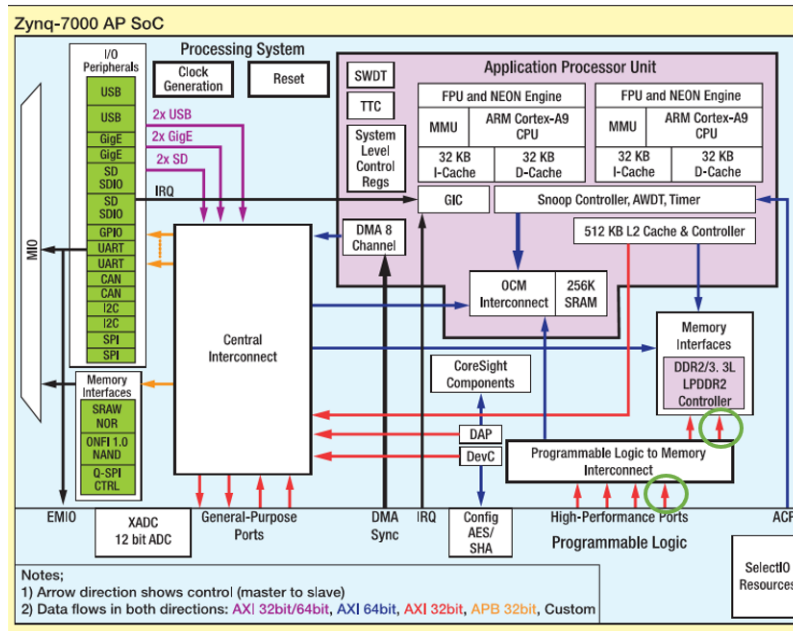 Zynq-7000 AP SoC
I/O
Peripherals
USB
USB
GigE
GigE
SD
SDIO
SD
SDIO
GPIO
UART
UART
CAN
CAN
I2C
I2C
SPI
SPI
MIO
Memory
Interfaces
SRAW
NOR
ONFI 1.0
NAND
Q-SPI
CTRL
EMIO
Processing System
Clock
Generation
Reset
2x USB
2x GigE
2x SD
IRQ
Central
Interconnect
SWDT
TTC
System
Level
Control
Regs
DMA 8
Channel
Application Processor Unit
FPU and NEON Engine
MMU
ARM Cortex-A9
CPU
32 KB
I-Cache
32 KB
D-Cache
FPU and NEON Engine
MMU
ARM Cortex-A9
CPU
32 KB
I-Cache
32 KB
D-Cache
GIC
Snoop Controller, AWDT, Timer
512 KB L2 Cache & Controller
OCM
Interconnect
256K
SRAM
Memory
Interfaces
DDR2/3. 3L
LPDDR2
Controller
CoreSight
Components
DAP
DevC
Programmable Logic to Memory
Interconnect
XADC
12 bit ADC
General-Purpose
Ports
DMA
Sync
IRQ
Config
AES/
SHA
High-Performance Ports
ACP
Programmable Logic
SelectIO
Resources
Notes;
1) Arrow direction shows control (master to slave)
2) Data flows in both directions: AXI 32bit/64bit, AXI 64bit, AXI 32bit, APB 32bit, Custom